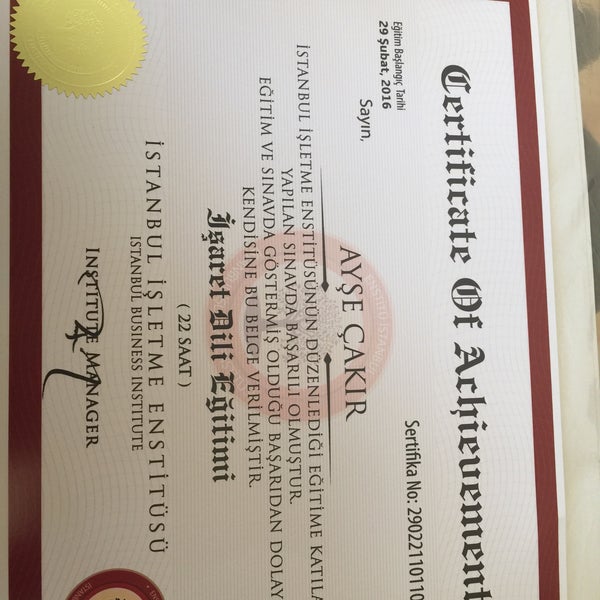 Certificate Of Achievement
Eğitim Başlangıç Tarihi
29 Şubat, 2016
Sertifika No: 29022110110
Sayın,
AYŞE ÇAKIR
İSTANBUL İŞLETME ENSTİTÜSÜNÜN DÜZENLEDİĞİ EĞİTİME KATILA
YAPILAN SINAVDA BAŞARILI OLMUŞTUR.
EĞİTİM VE SINAVDA GÖSTERMİŞ OLDUĞU BAŞARIDAN DOLAY
KENDİSİNE BU BELGE VERİLMİŞTİR.
İşaret Dili Eğitimi
( 22 SAAT )
İSTANBUL İŞLETME ENSTİTÜSÜ
ISTANBUL BUSINESS INSTITUTE
INSTITUTE MANAGER